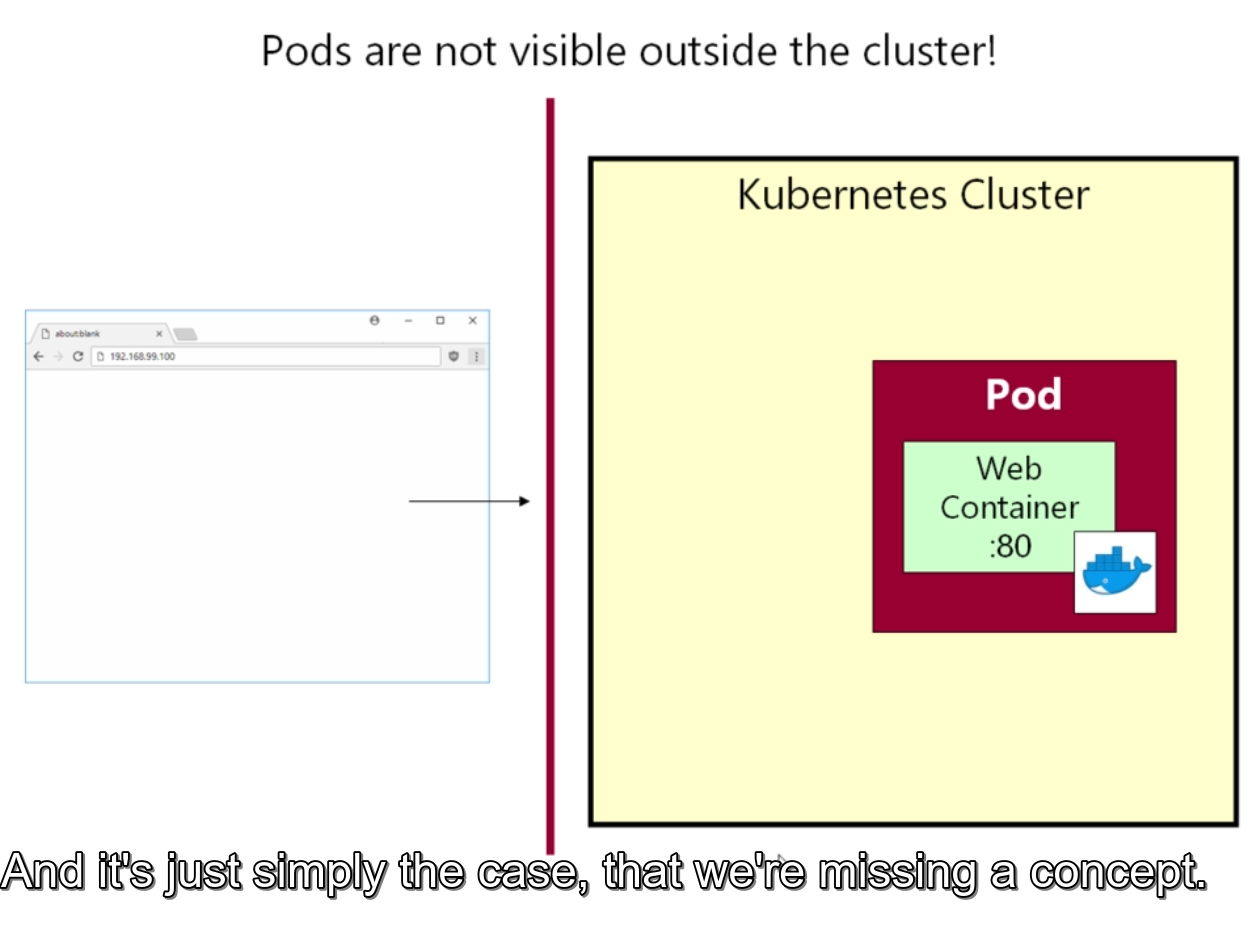 Pods are not visible outside the cluster!
Kubernetes Cluster
about:blank
192.168.99.100
Pod
Web
Container
:80
And it's just simply the case, that we're missing a concept.